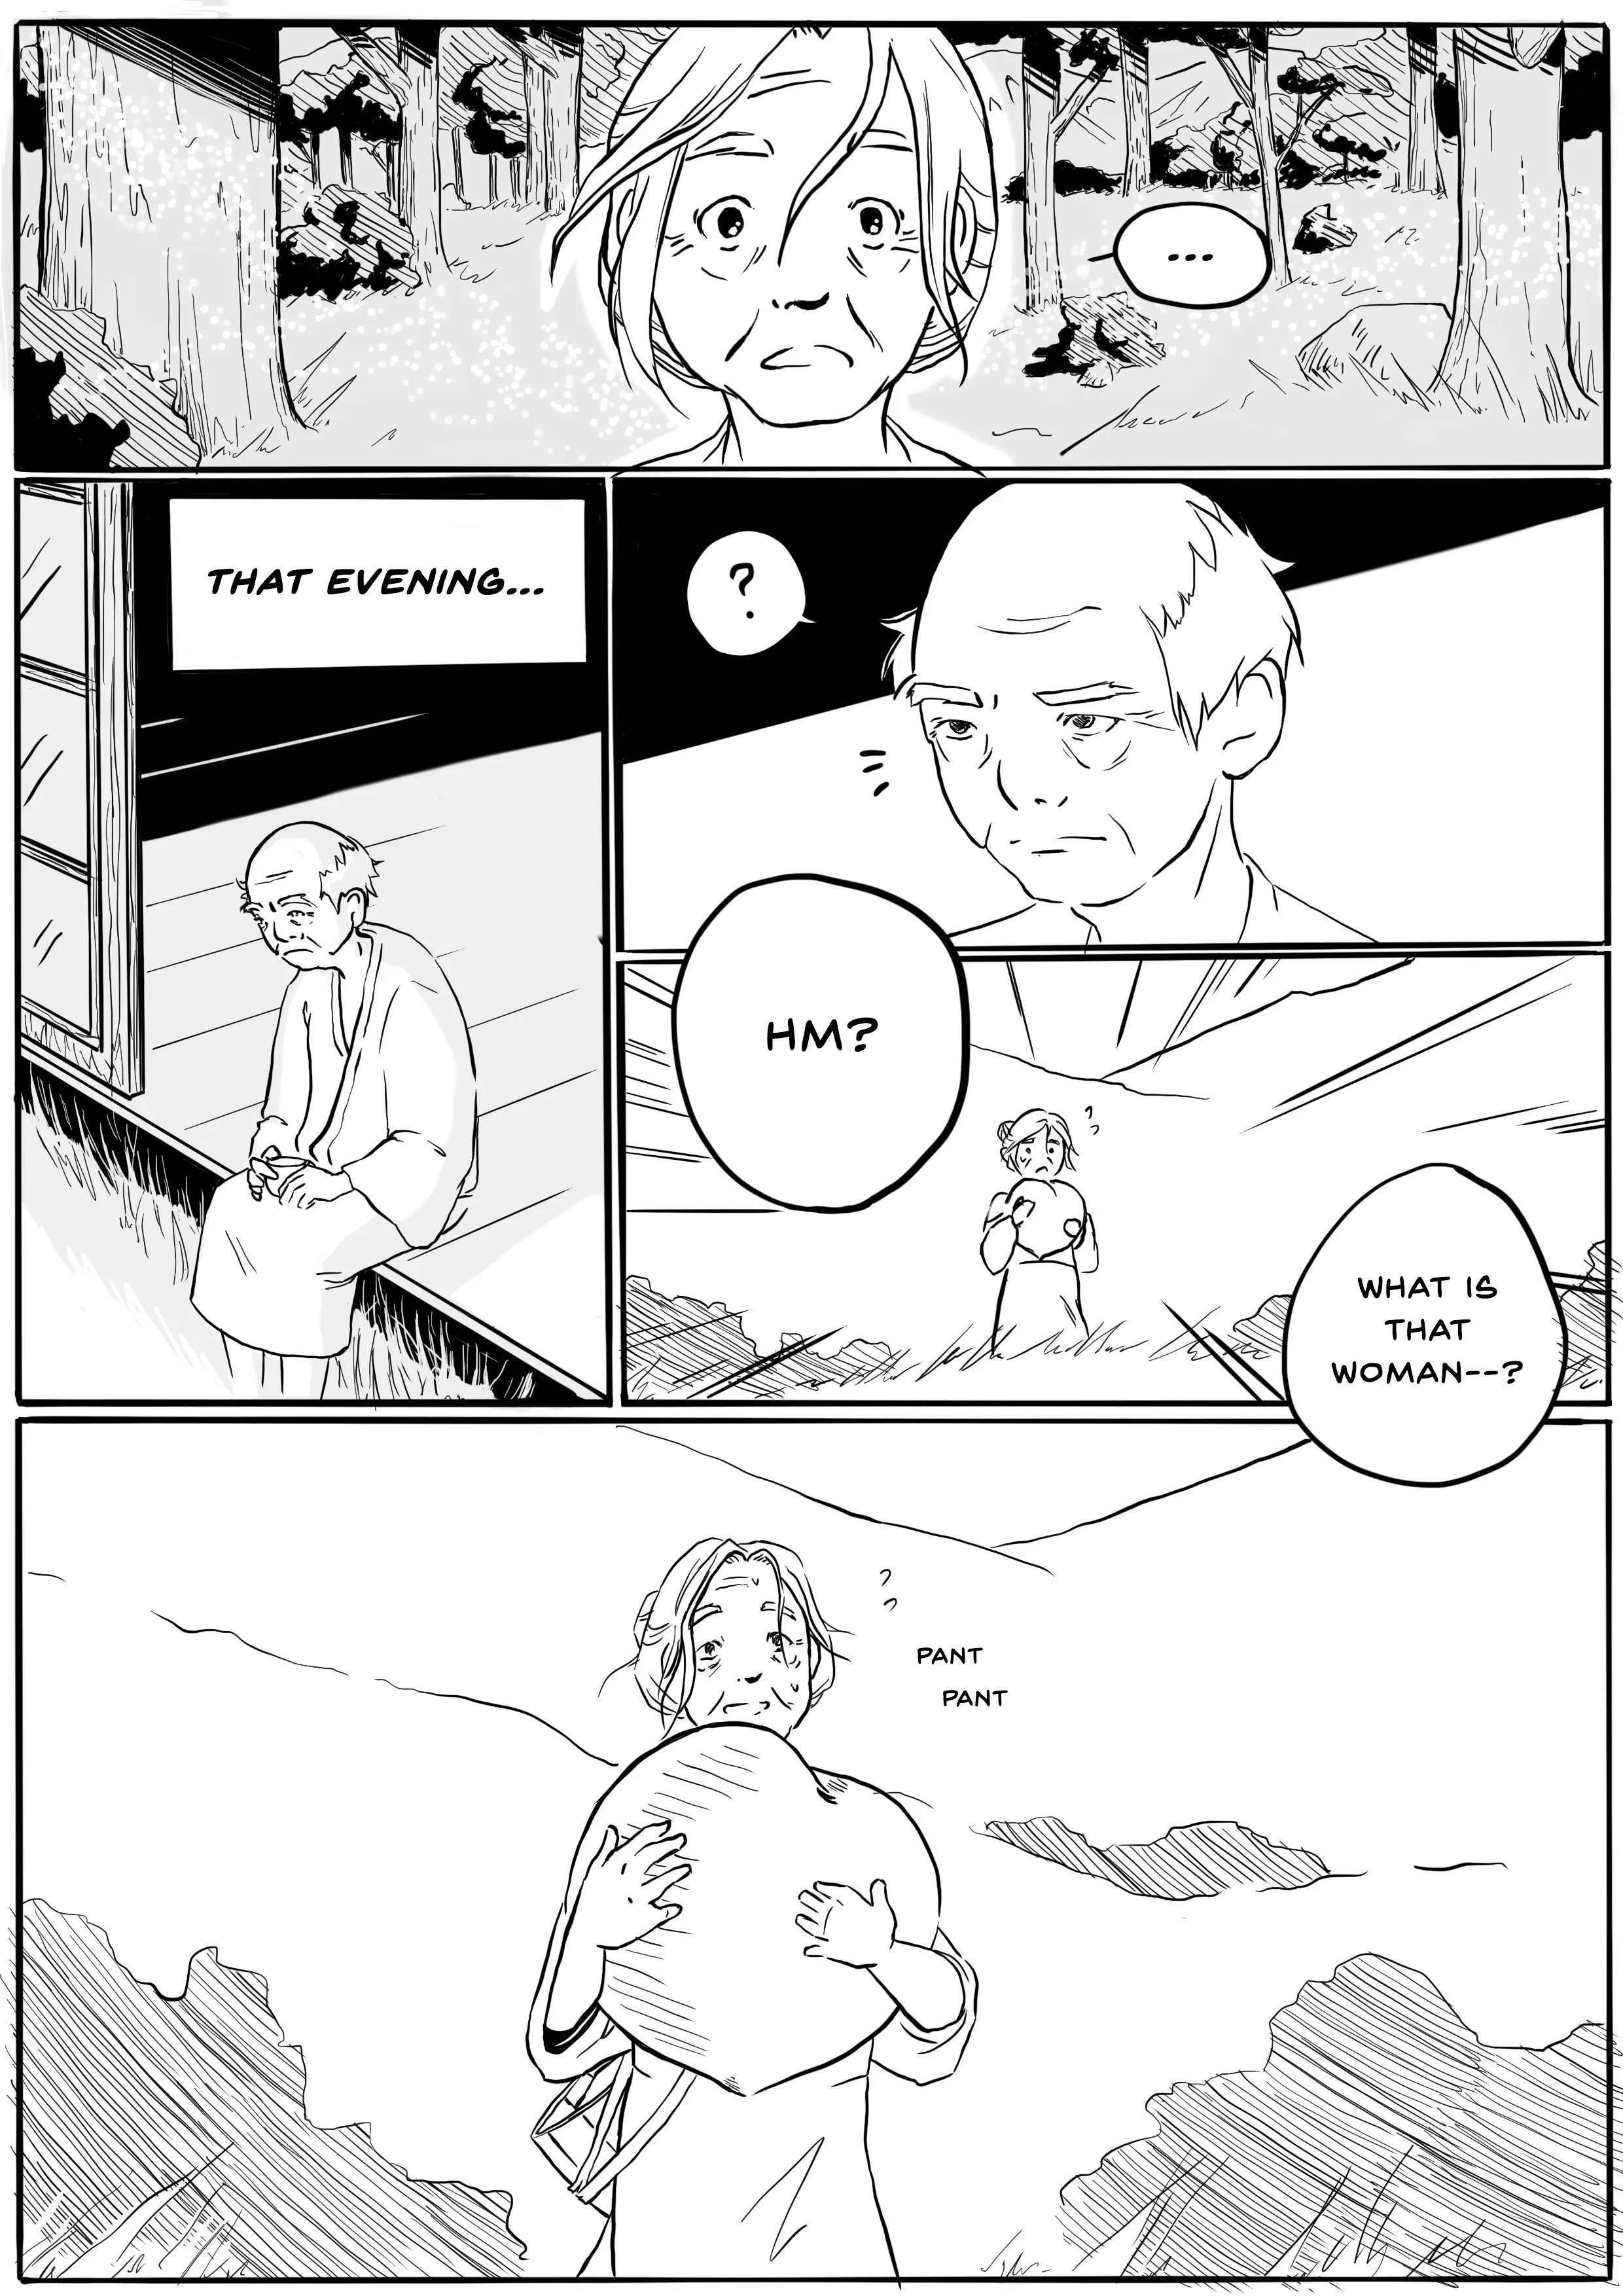 ...
THAT EVENING...
?
HM?
WHAT IS
THAT
WOMAN--?
PANT
PANT